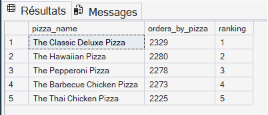 Résultats Messages
pizza_name orders_by_pizza ranking
1 The Classic Deluxe Pizza 2329 1
2 The Hawaiian Pizza 2280 2
3 The Pepperoni Pizza 2278 3
4 The Barbecue Chicken Pizza 2273 4
5 The Thai Chicken Pizza 2225 5